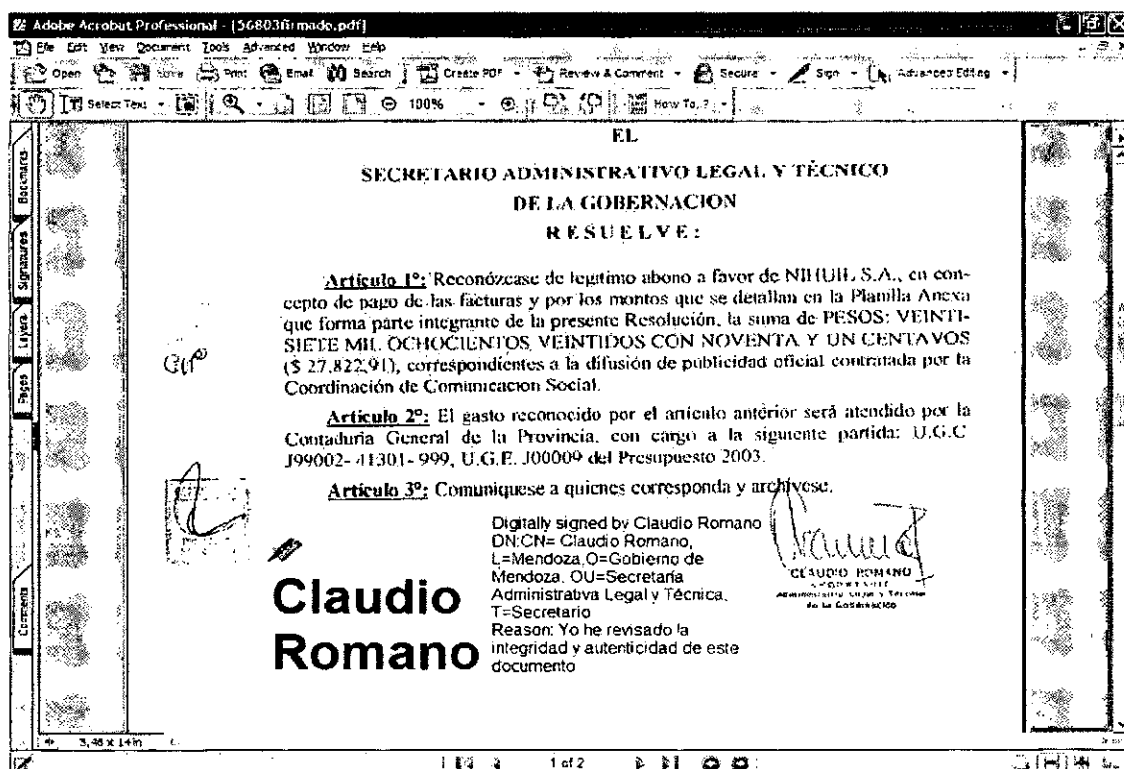 Adobe Acrobat Professional - [56803firmado.pdf]
File Edit View Document Tools Advanced Window Help
Open Save Print Email Search Create PDF Review & Comment Secure Sign Advanced Editing
Select Text 100% How To..?
Bookmarks
Signatures
Layers
Pages
Comments
EL
SECRETARIO ADMINISTRATIVO LEGAL Y TÉCNICO
DE LA GOBERNACION
R E S U E L V E :
Artículo 1º: Reconózcase de legítimo abono a favor de NIHUIL S.A., en con-
cepto de pago de las facturas y por los montos que se detallan en la Planilla Anexa
que forma parte integrante de la presente Resolución, la suma de PESOS: VEINTI-
SIETE MIL OCHOCIENTOS VEINTIDOS CON NOVENTA Y UN CENTAVOS
($ 27.822,91), correspondientes a la difusión de publicidad oficial contratada por la
Coordinación de Comunicacion Social.
Artículo 2º: El gasto reconocido por el artículo anterior será atendido por la
Contaduría General de la Provincia, con cargo a la siguiente partida: U.G.C
J99002- 41301- 999, U.G.E. J00009 del Presupuesto 2003.
Artículo 3º: Comuníquese a quienes corresponda y archívese.
Claudio
Romano
Digitally signed by Claudio Romano
DN:CN= Claudio Romano,
L=Mendoza,O=Gobierno de
Mendoza, OU=Secretaría
Administrativa Legal y Técnica,
T=Secretario
Reason: Yo he revisado la
integridad y autenticidad de este
documento
CLAUDIO ROMANO
Administrativo Legal y Técnico
de la Gobernación
1 of 2